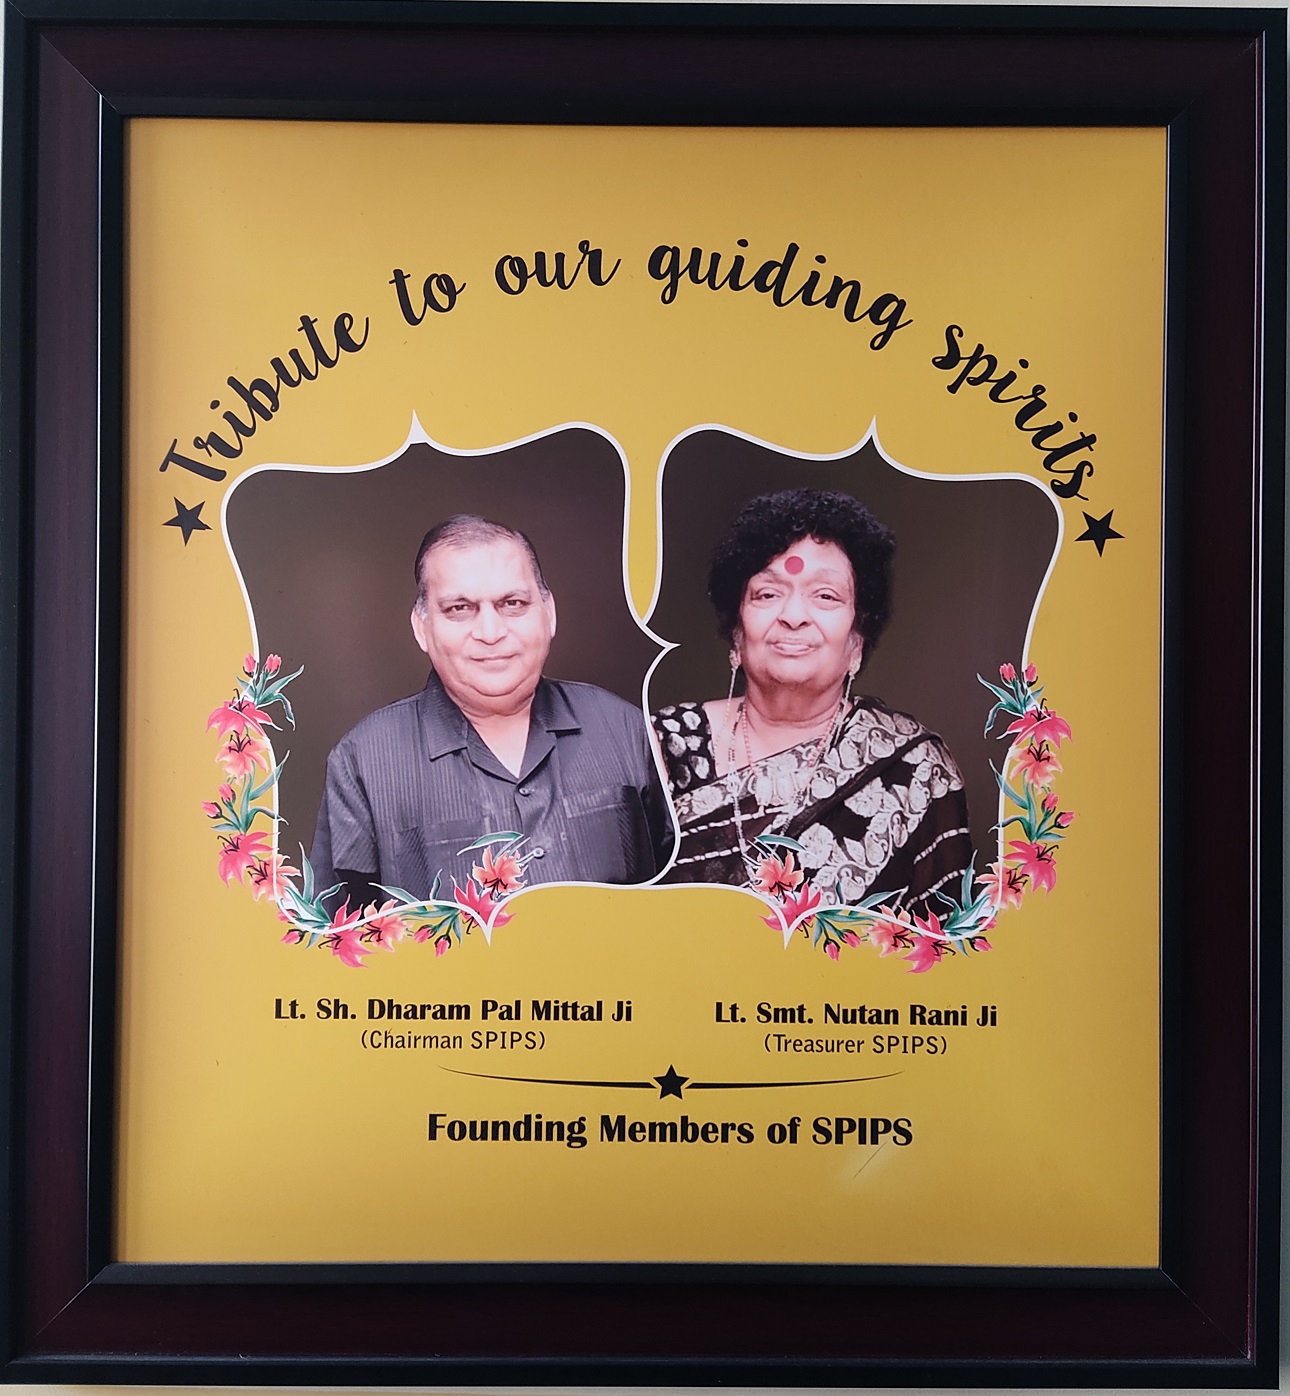 Tribute to our guiding spirits
Lt. Sh. Dharam Pal Mittal Ji
(Chairman SPIPS)
Lt. Smt. Nutan Rani Ji
(Treasurer SPIPS)
Founding Members of SPIPS